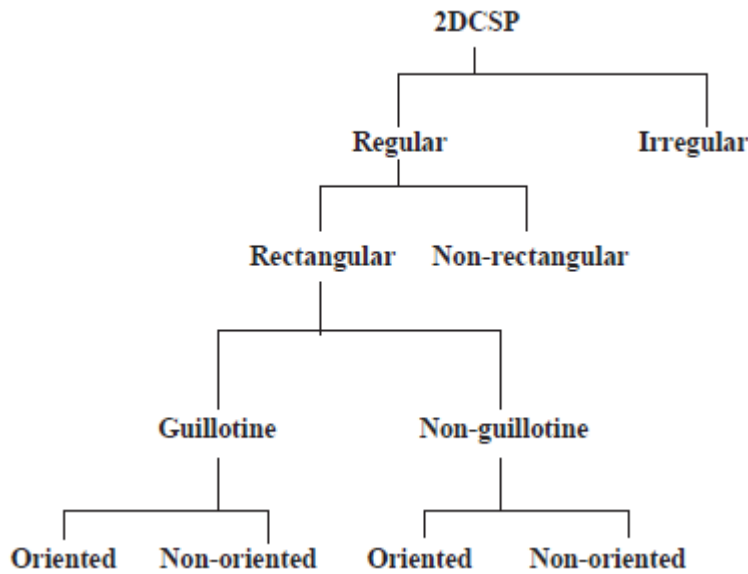 2DCSP
Regular Irregular
Rectangular Non-rectangular
Guillotine Non-guillotine
Oriented Non-oriented Oriented Non-oriented